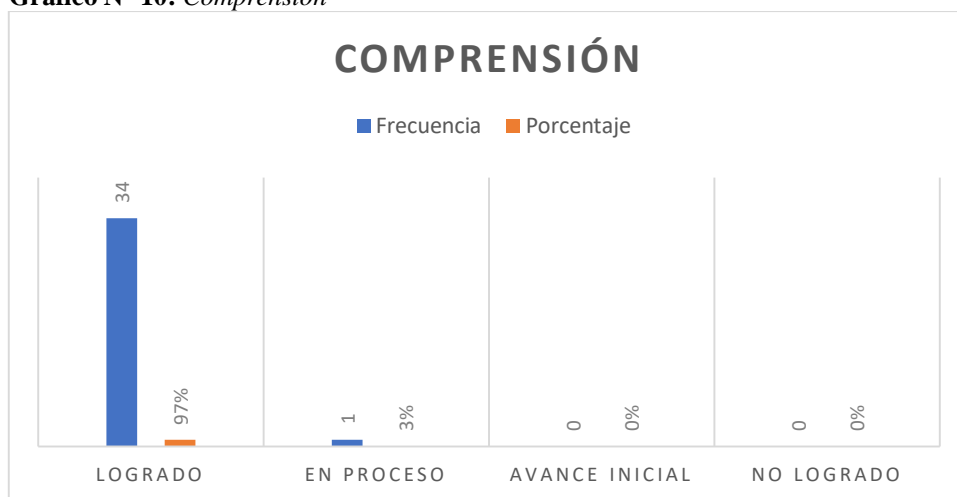 Gráfico N° 10: Comprensión
COMPRENSIÓN
Frecuencia Porcentaje
34
97%
1
3%
0
0%
0
0%
LOGRADO EN PROCESO AVANCE INICIAL NO LOGRADO